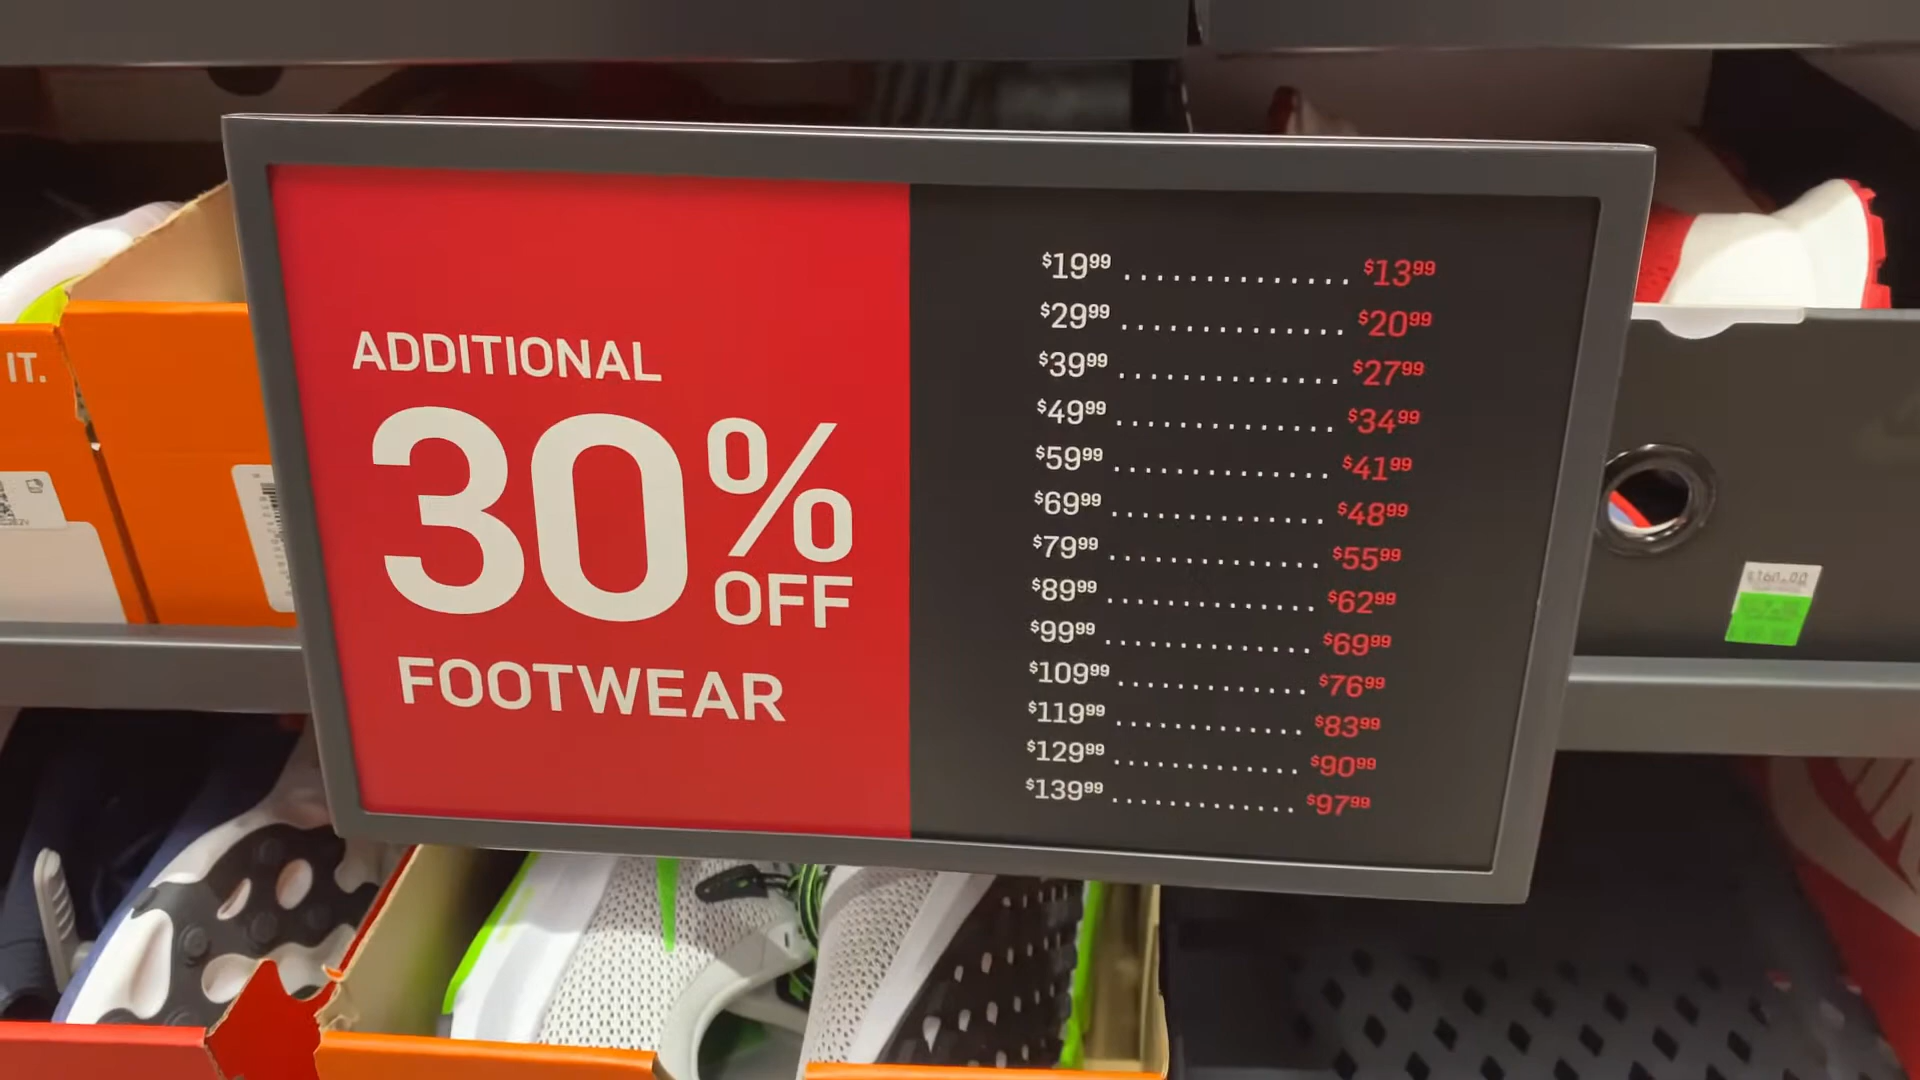 ADDITIONAL
30% OFF
FOOTWEAR
$19.99 .............. $13.99
$29.99 .............. $20.99
$39.99 .............. $27.99
$49.99 .............. $34.99
$59.99 .............. $41.99
$69.99 .............. $48.99
$79.99 .............. $55.99
$89.99 .............. $62.99
$99.99 .............. $69.99
$109.99 ............. $76.99
$119.99 ............. $83.99
$129.99 ............. $90.99
$139.99 ............. $97.99
IT.
$160.00